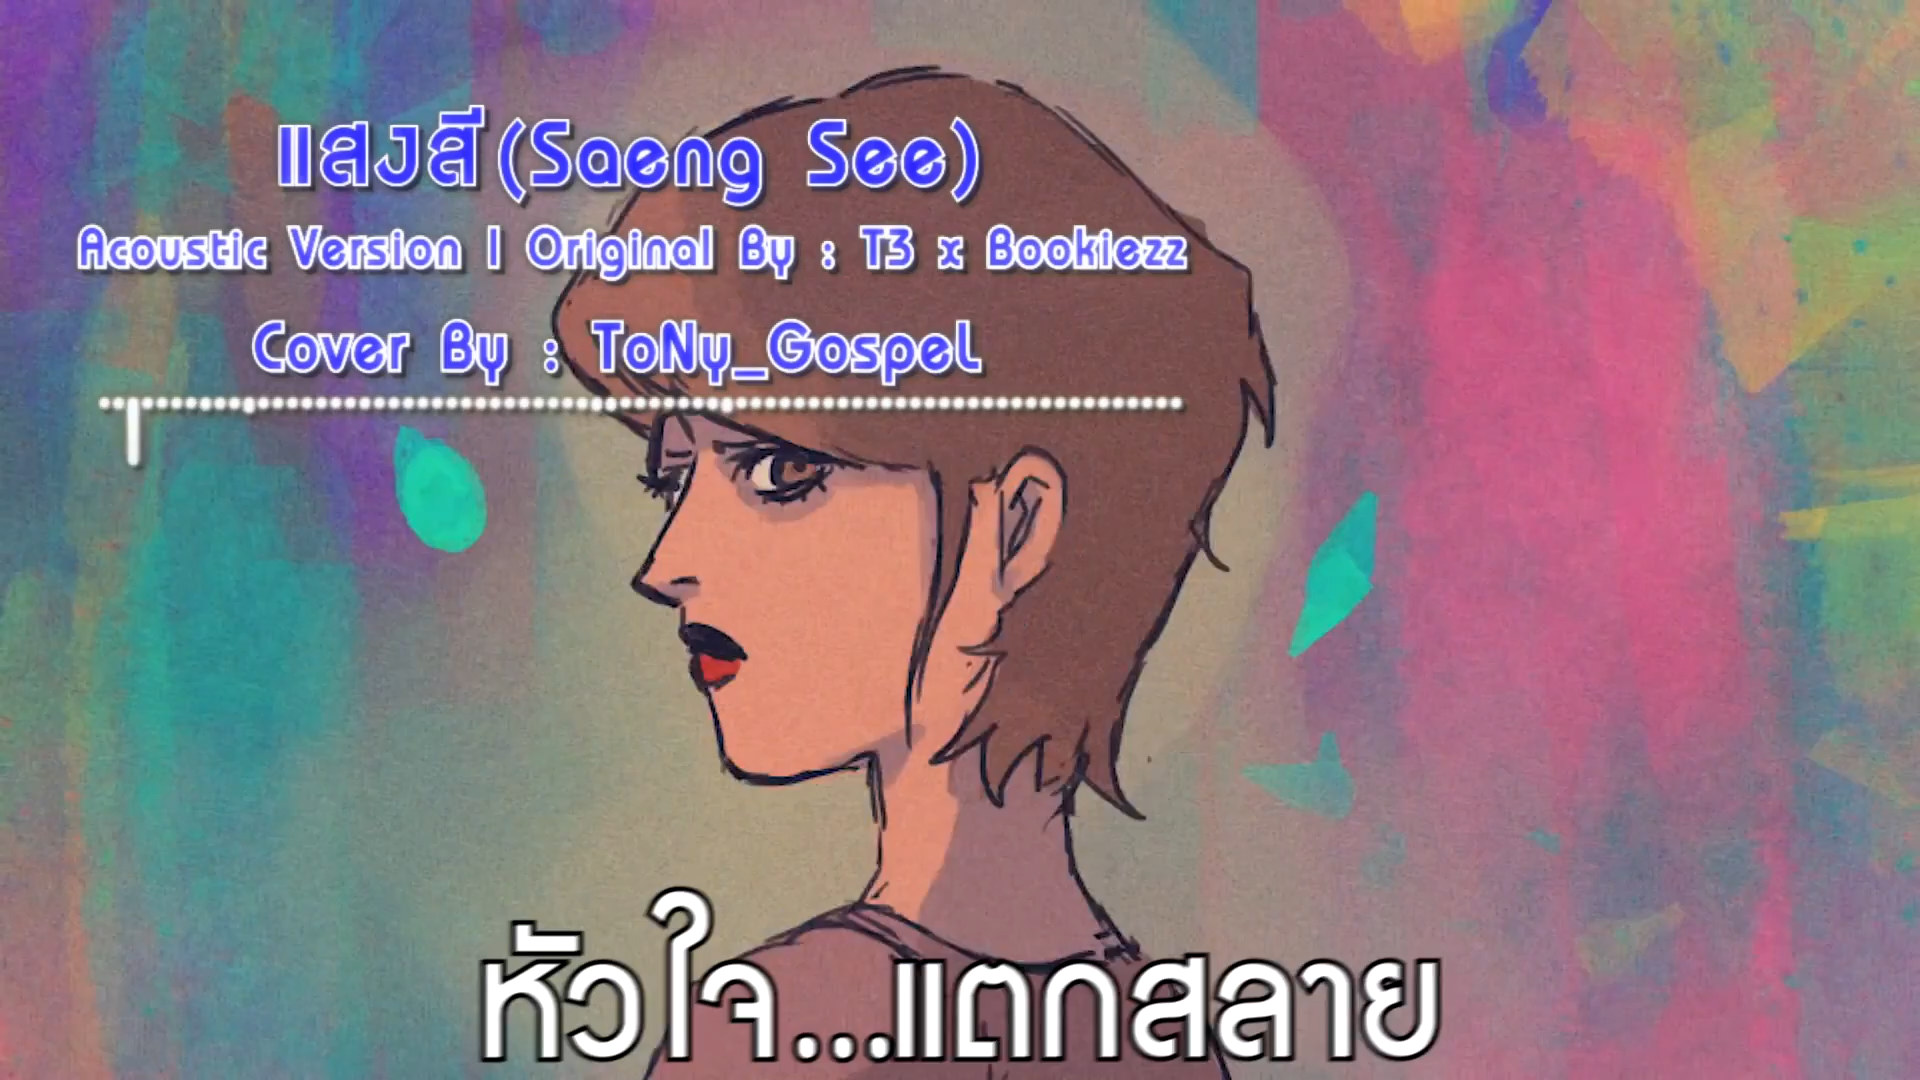 แสงสี(Saeng See)
Acoustic Version | Original By : T3 x Bookiezz
Cover By : ToNy_GospeL
หัวใจ...แตกสลาย